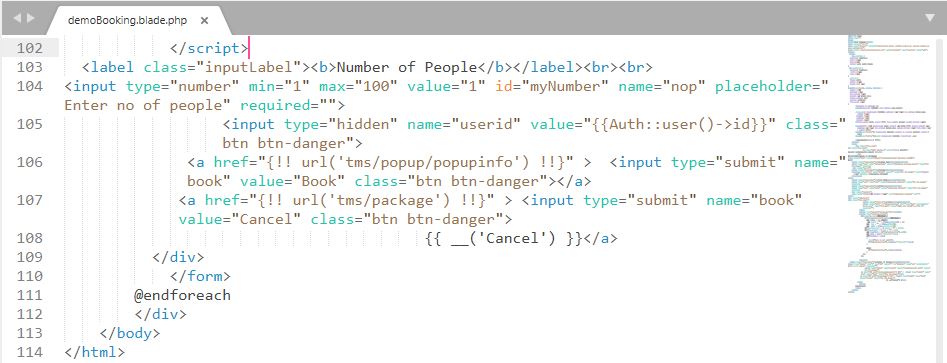 demoBooking.blade.php ×
102 </script>
103 <label class="inputLabel"><b>Number of People</b></label><br><br>
104 <input type="number" min="1" max="100" value="1" id="myNumber" name="nop" placeholder="
Enter no of people" required="">
105 <input type="hidden" name="userid" value="{{Auth::user()->id}}" class="
btn btn-danger">
106 <a href="{!! url('tms/popup/popupinfo') !!}" > <input type="submit" name="
book" value="Book" class="btn btn-danger"></a>
107 <a href="{!! url('tms/package') !!}" > <input type="submit" name="book"
value="Cancel" class="btn btn-danger">
108 {{ __('Cancel') }}</a>
109 </div>
110 </form>
111 @endforeach
112 </div>
113 </body>
114 </html>